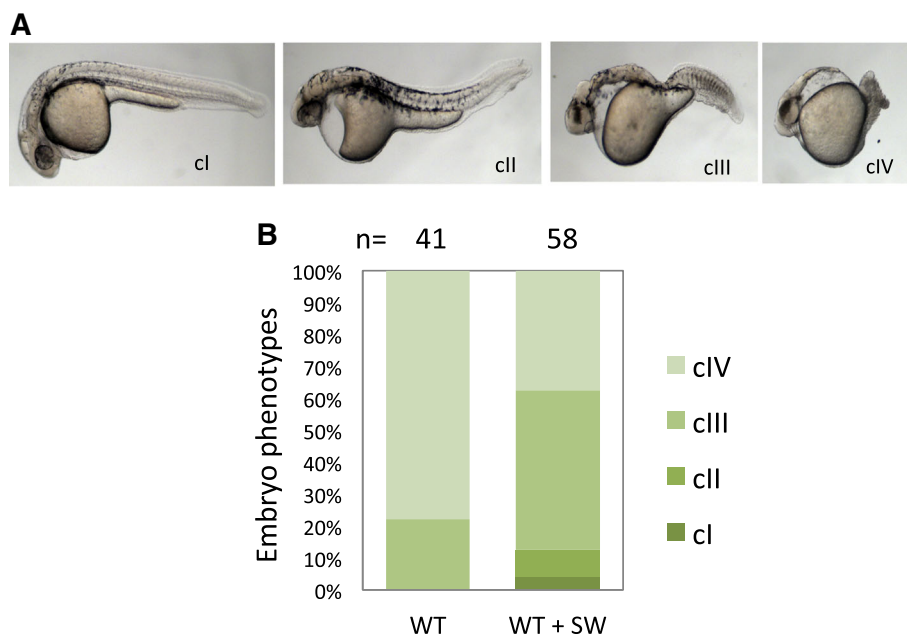 A
cI
cII
cIII
cIV
B
n= 41 58
100%
90%
80%
70%
60%
50%
40%
30%
20%
10%
0%
Embryo phenotypes
cIV
cIII
cII
cI
WT
WT + SW